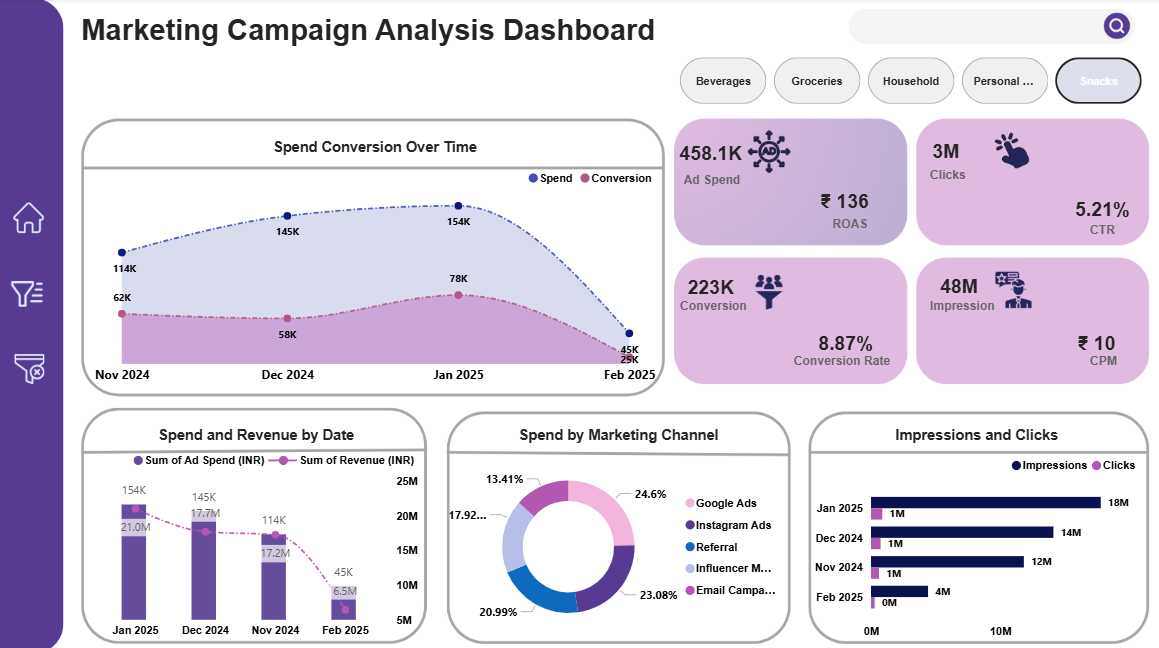 Marketing Campaign Analysis Dashboard
Beverages
Groceries
Household
Personal ...
Snacks
Spend Conversion Over Time
Spend
Conversion
114K
145K
154K
45K
62K
58K
78K
25K
Nov 2024
Dec 2024
Jan 2025
Feb 2025
458.1K
AD
Ad Spend
₹ 136
ROAS
3M
Clicks
5.21%
CTR
223K
Conversion
8.87%
Conversion Rate
48M
Impression
₹ 10
CPM
Spend and Revenue by Date
Sum of Ad Spend (INR)
Sum of Revenue (INR)
154K
145K
114K
45K
21.0M
17.7M
17.2M
6.5M
25M
20M
15M
10M
5M
Jan 2025
Dec 2024
Nov 2024
Feb 2025
Spend by Marketing Channel
13.41%
24.6%
17.92...
23.08%
20.99%
Google Ads
Instagram Ads
Referral
Influencer M...
Email Campa...
Impressions and Clicks
Impressions
Clicks
Jan 2025
18M
1M
Dec 2024
14M
1M
Nov 2024
12M
1M
Feb 2025
4M
0M
0M
10M